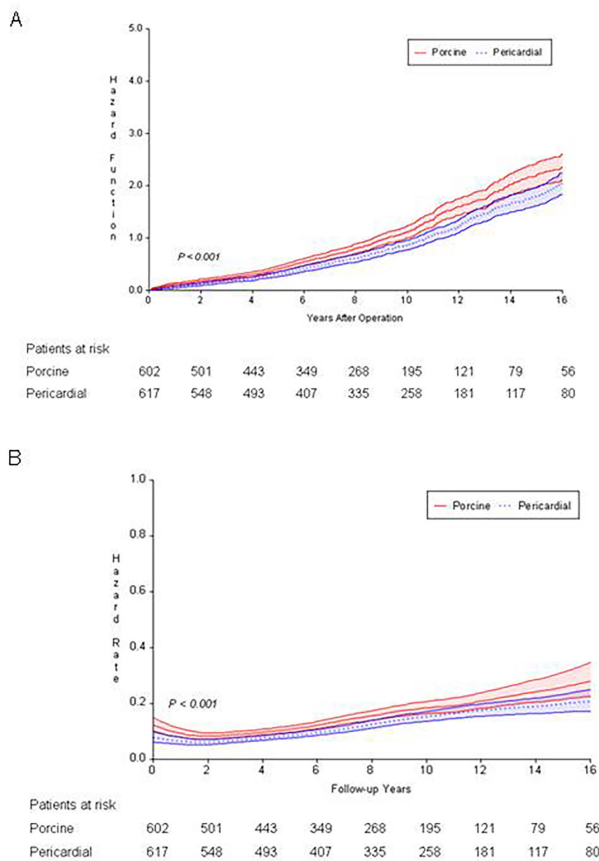 A
5.0
4.0
3.0
2.0
1.0
0.0
Hazard Function
Porcine Pericardial
P < 0.001
0 2 4 6 8 10 12 14 16
Years After Operation
Patients at risk
Porcine 602 501 443 349 268 195 121 79 56
Pericardial 617 548 493 407 335 258 181 117 80
B
1.0
0.8
0.6
0.4
0.2
0.0
Hazard Rate
Porcine Pericardial
P < 0.001
0 2 4 6 8 10 12 14 16
Follow-up Years
Patients at risk
Porcine 602 501 443 349 268 195 121 79 56
Pericardial 617 548 493 407 335 258 181 117 80